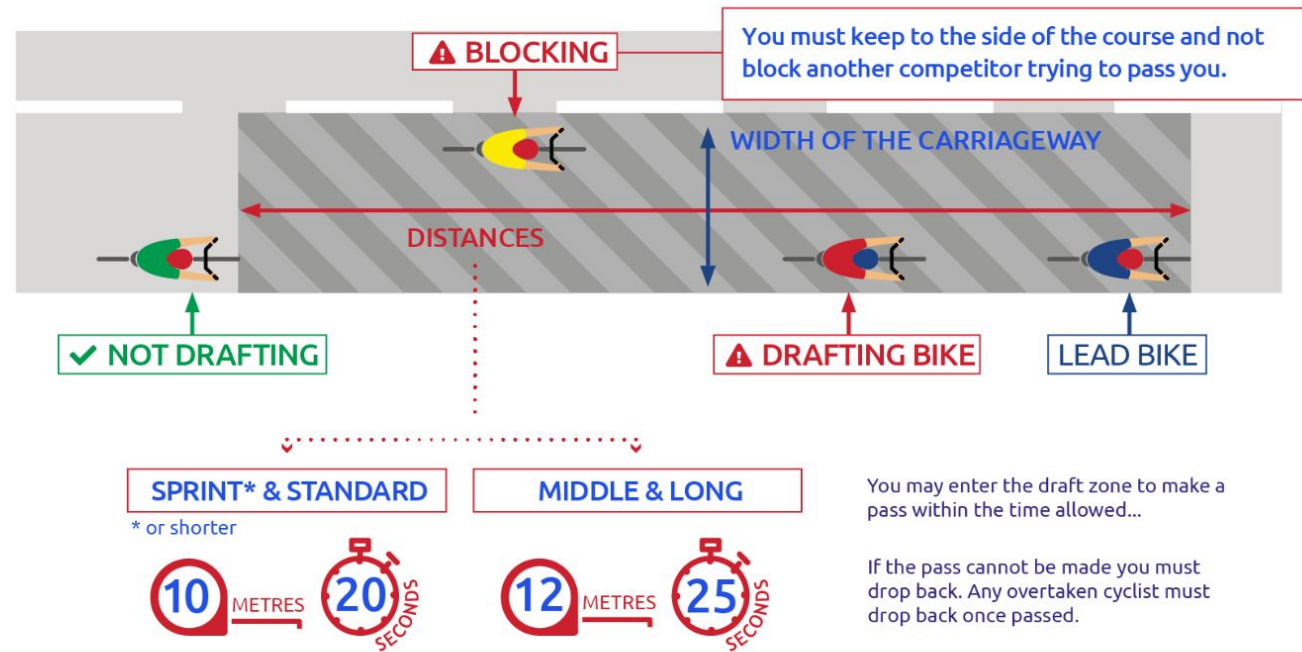 BLOCKING
You must keep to the side of the course and not
block another competitor trying to pass you.
WIDTH OF THE CARRIAGEWAY
DISTANCES
NOT DRAFTING
DRAFTING BIKE
LEAD BIKE
SPRINT* & STANDARD
* or shorter
10 METRES
20 SECONDS
MIDDLE & LONG
12 METRES
25 SECONDS
You may enter the draft zone to make a
pass within the time allowed...
If the pass cannot be made you must
drop back. Any overtaken cyclist must
drop back once passed.